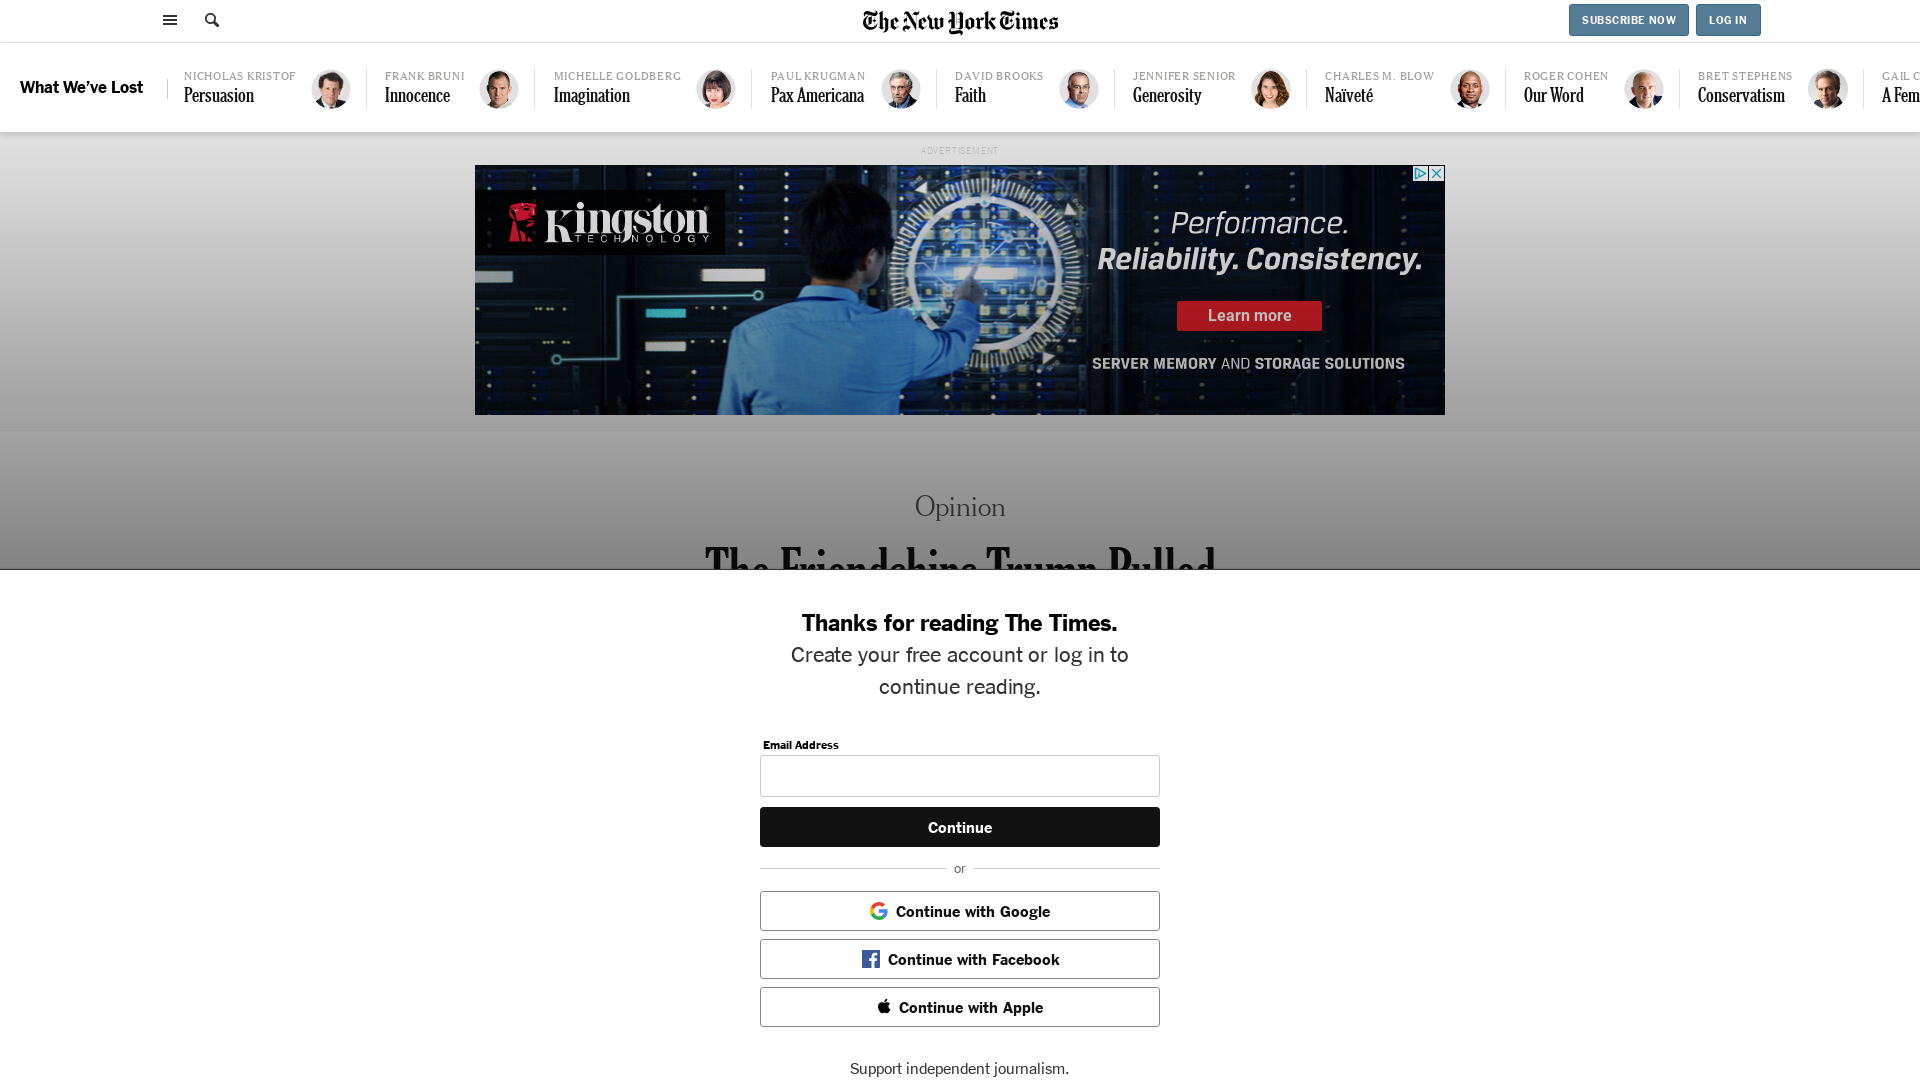 The New York Times
SUBSCRIBE NOW
LOG IN
What We’ve Lost
NICHOLAS KRISTOF
Persuasion
FRANK BRUNI
Innocence
MICHELLE GOLDBERG
Imagination
PAUL KRUGMAN
Pax Americana
DAVID BROOKS
Faith
JENNIFER SENIOR
Generosity
CHARLES M. BLOW
Naïveté
ROGER COHEN
Our Word
BRET STEPHENS
Conservatism
GAIL C
A Fem
ADVERTISEMENT
Kingston
TECHNOLOGY
Performance.
Reliability. Consistency.
Learn more
SERVER MEMORY AND STORAGE SOLUTIONS
Opinion
The Friendships Trump Pulled
Thanks for reading The Times.
Create your free account or log in to
continue reading.
Email Address
Continue
or
Continue with Google
Continue with Facebook
Continue with Apple
Support independent journalism.